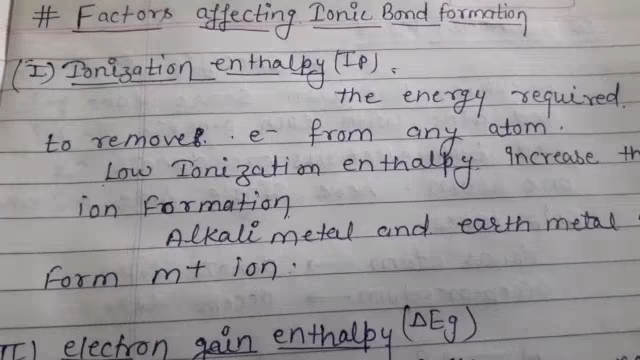 # Factors affecting Ionic Bond formation
(I) Ionization enthalpy (IP).
the energy required
to remove e- from any atom.
Low Ionization enthalpy increase th
ion Formation
Alkali metal and earth metal
Form m+ ion.
II) electron gain enthalpy (ΔEg)